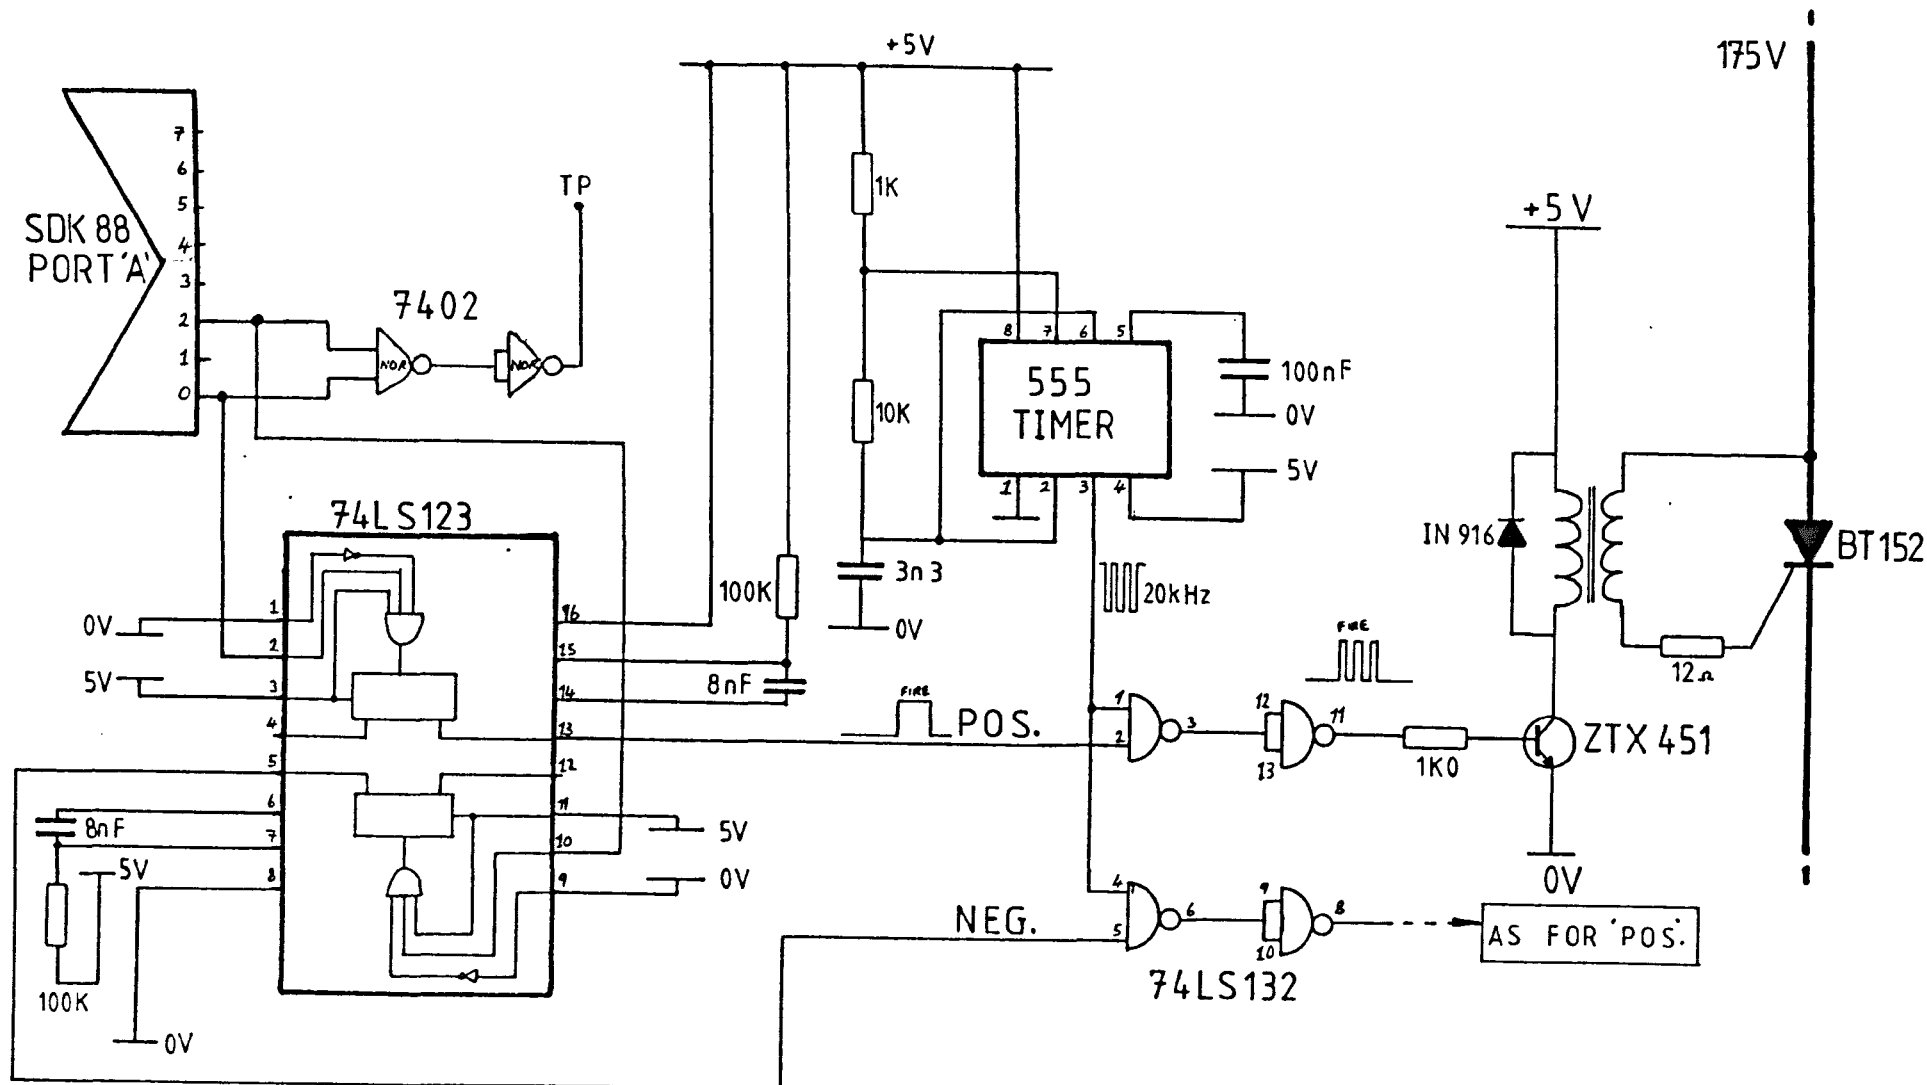 +5V
175V
7
6
5
4
3
2
1
0
SDK 88
PORT 'A'
TP
7402
NOR
NOR
1K
10K
3n3
0V
8
7
6
5
555
TIMER
1
2
3
4
100nF
0V
5V
20kHz
+5V
IN 916
BT152
12Ω
74LS123
0V
5V
1
2
3
4
5
6
7
8
16
15
14
13
12
11
10
9
100K
8nF
8nF
5V
100K
0V
5V
0V
FIRE
POS.
1
2
3
12
13
11
FIRE
1K0
ZTX 451
0V
NEG.
4
5
6
9
10
8
74LS132
AS FOR 'POS'.